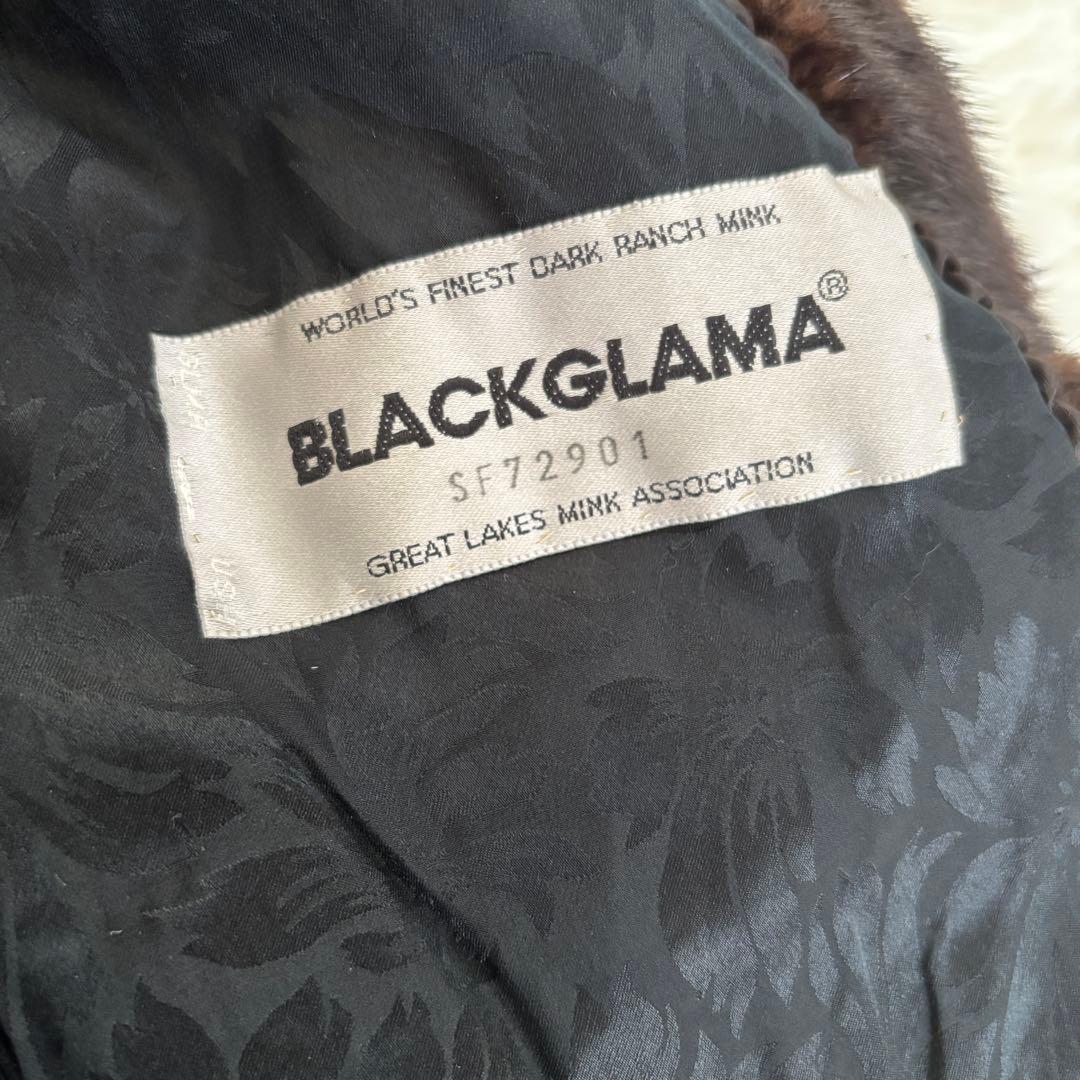 WORLD'S FINEST DARK RANCH MINK
BLACKGLAMA®
SF72901
GREAT LAKES MINK ASSOCIATION